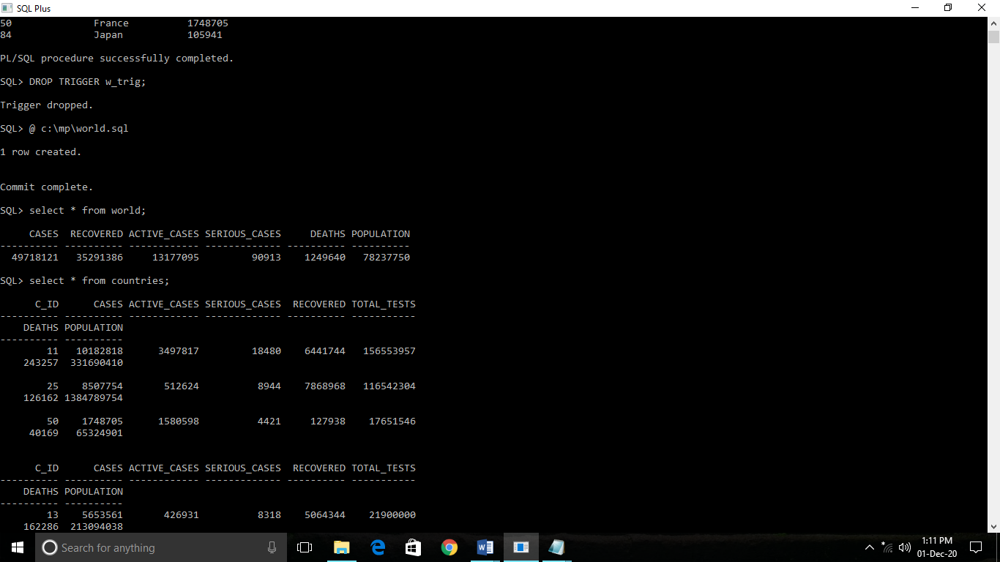 SQL Plus
50              France          1748705
84              Japan           105941
PL/SQL procedure successfully completed.
SQL> DROP TRIGGER w_trig;
Trigger dropped.
SQL> @ c:\mp\world.sql
1 row created.
Commit complete.
SQL> select * from world;
     CASES  RECOVERED ACTIVE_CASES SERIOUS_CASES     DEATHS POPULATION
---------- ---------- ------------ ------------- ---------- ----------
  49718121   35291386     13177095         90913    1249640   78237750
SQL> select * from countries;
      C_ID      CASES ACTIVE_CASES SERIOUS_CASES  RECOVERED TOTAL_TESTS
---------- ---------- ------------ ------------- ---------- -----------
    DEATHS POPULATION
---------- ----------
        11   10182818      3497817         18480    6441744   156553957
    243257  331690410
        25    8507754       512624          8944    7868968   116542304
    126162 1384789754
        50    1748705      1580598          4421     127938    17651546
     40169   65324901
      C_ID      CASES ACTIVE_CASES SERIOUS_CASES  RECOVERED TOTAL_TESTS
---------- ---------- ------------ ------------- ---------- -----------
    DEATHS POPULATION
---------- ----------
        13    5653561       426931          8318    5064344    21900000
    162286  213094038
Search for anything
1:11 PM
01-Dec-20